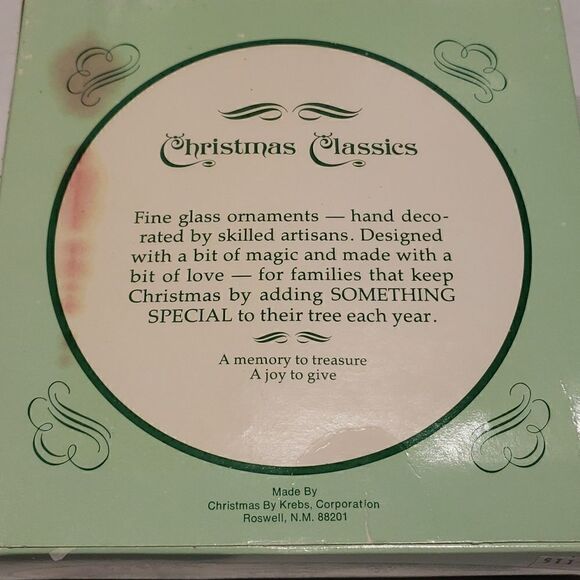 Christmas Classics
Fine glass ornaments — hand deco-
rated by skilled artisans. Designed
with a bit of magic and made with a
bit of love — for families that keep
Christmas by adding SOMETHING
SPECIAL to their tree each year.
A memory to treasure
A joy to give
Made By
Christmas By Krebs, Corporation
Roswell, N.M. 88201